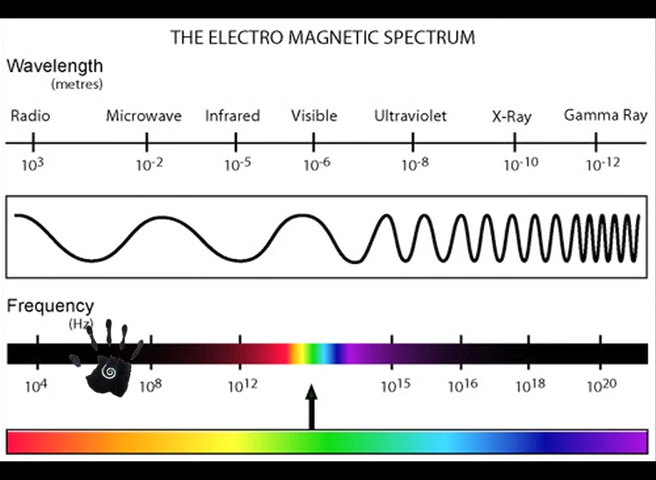 THE ELECTRO MAGNETIC SPECTRUM
Wavelength
(metres)
Radio Microwave Infrared Visible Ultraviolet X-Ray Gamma Ray
10³ 10⁻² 10⁻⁵ 10⁻⁶ 10⁻⁸ 10⁻¹⁰ 10⁻¹²
Frequency
(Hz)
10⁴ 10⁸ 10¹² 10¹⁵ 10¹⁶ 10¹⁸ 10²⁰